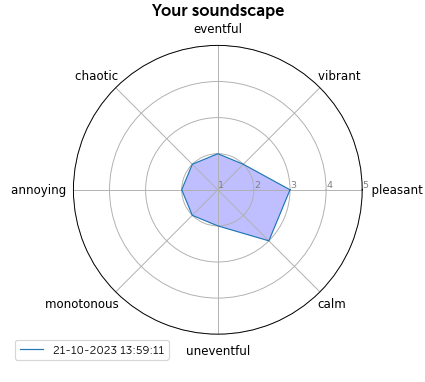 Your soundscape
eventful
chaotic
vibrant
annoying
1 2 3 4 5
pleasant
monotonous
calm
21-10-2023 13:59:11
uneventful